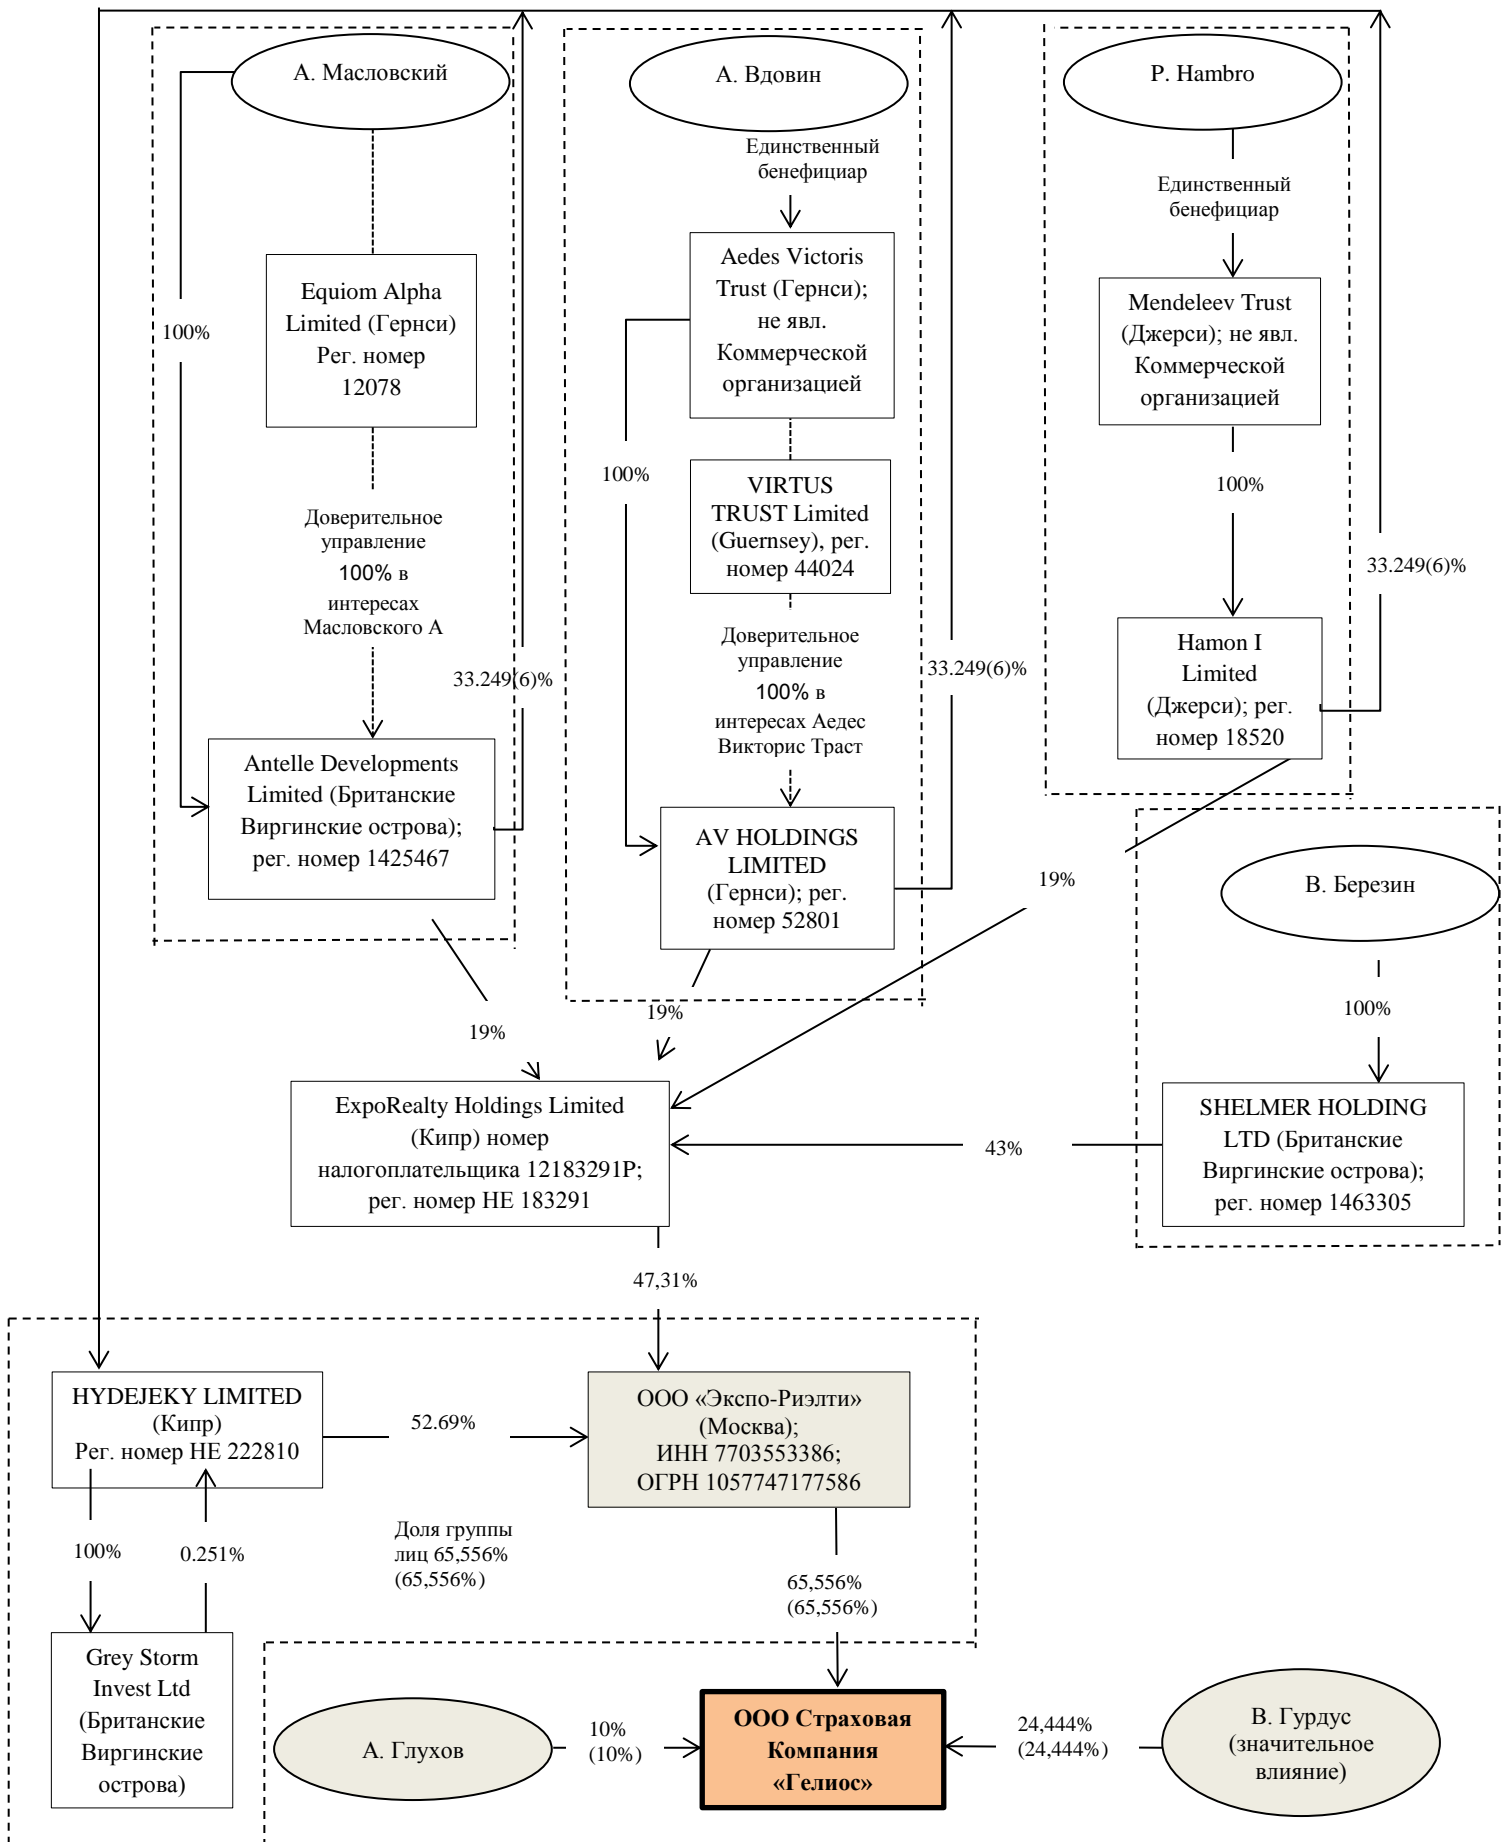 А. Масловский
А. Вдовин
P. Hambro
Единственный
бенефициар
Единственный
бенефициар
Equiom Alpha
Limited (Гернси)
Рег. номер
12078
100%
Aedes Victoris
Trust (Гернси);
не явл.
Коммерческой
организацией
Mendeleev Trust
(Джерси); не явл.
Коммерческой
организацией
100%
VIRTUS
TRUST Limited
(Guernsey), рег.
номер 44024
100%
Доверительное
управление
100% в
интересах
Масловского А
33.249(6)%
Доверительное
управление
100% в
интересах Аедес
Викторис Траст
33.249(6)%
33.249(6)%
Hamon I
Limited
(Джерси); рег.
номер 18520
Antelle Developments
Limited (Британские
Виргинские острова);
рег. номер 1425467
AV HOLDINGS
LIMITED
(Гернси); рег.
номер 52801
19%
В. Березин
19%
19%
100%
ExpoRealty Holdings Limited
(Кипр) номер
налогоплательщика 12183291P;
рег. номер HE 183291
43%
SHELMER HOLDING
LTD (Британские
Виргинские острова);
рег. номер 1463305
47,31%
HYDEJEKY LIMITED
(Кипр)
Рег. номер HE 222810
52.69%
ООО «Экспо-Риэлти»
(Москва);
ИНН 7703553386;
ОГРН 1057747177586
100%
0.251%
Доля группы
лиц 65,556%
(65,556%)
65,556%
(65,556%)
Grey Storm
Invest Ltd
(Британские
Виргинские
острова)
А. Глухов
10%
(10%)
ООО Страховая
Компания
«Гелиос»
24,444%
(24,444%)
В. Гурдус
(значительное
влияние)